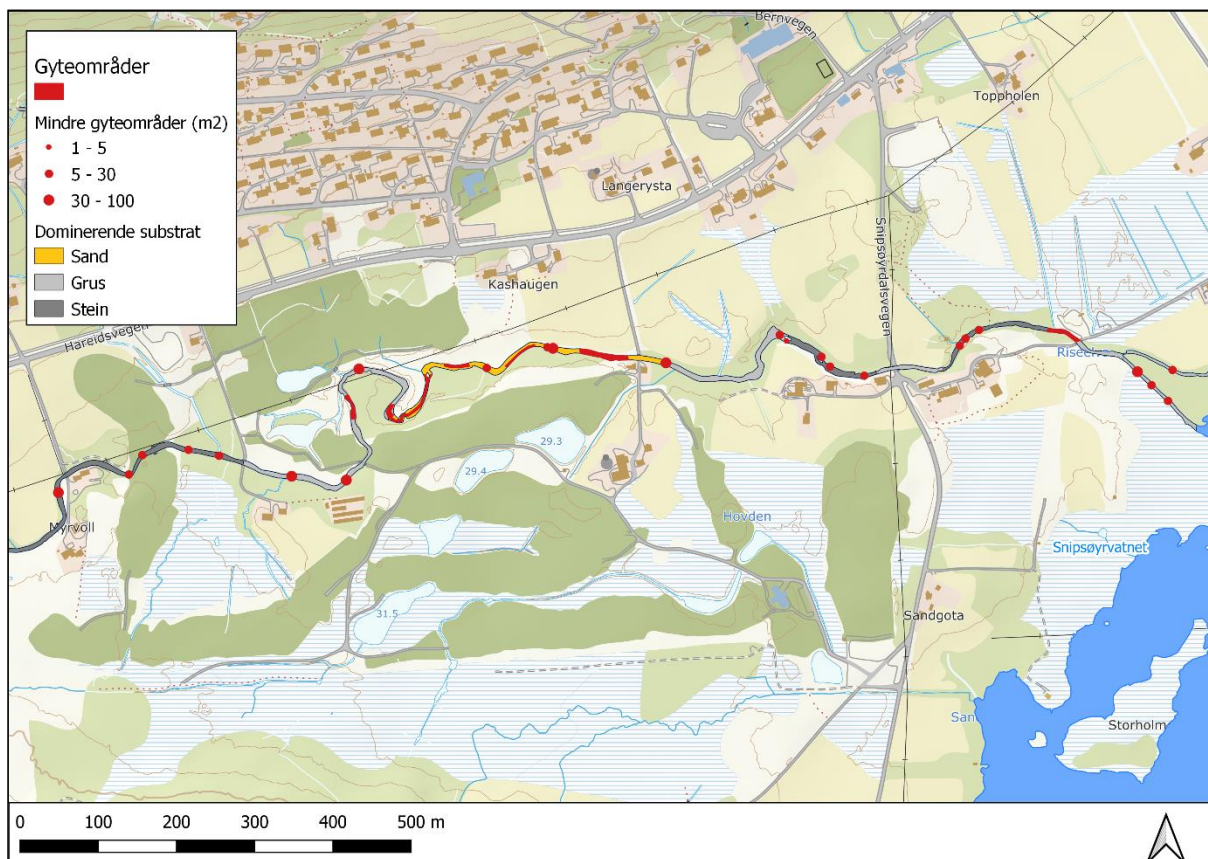 Gyteområder
Mindre gyteområder (m2)
1 - 5
5 - 30
30 - 100
Dominerende substrat
Sand
Grus
Stein
Bernvegen
Toppholen
Langerysta
Snipsøyrdalsvegen
Kashaugen
Hareidsvegen
29.3
29.4
Myrvoll
Hovden
Snipsøyrvatnet
31.5
Sandgota
San
Storholm
0 100 200 300 400 500 m